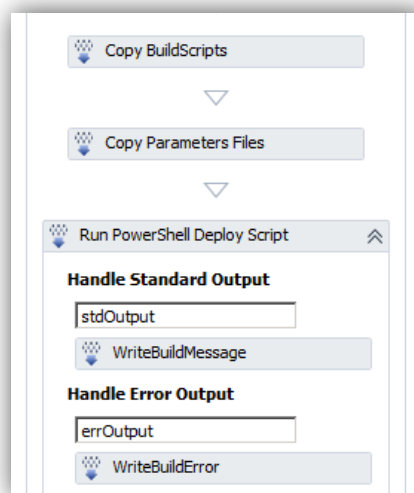 Copy BuildScripts
Copy Parameters Files
Run PowerShell Deploy Script
Handle Standard Output
stdOutput
WriteBuildMessage
Handle Error Output
errOutput
WriteBuildError